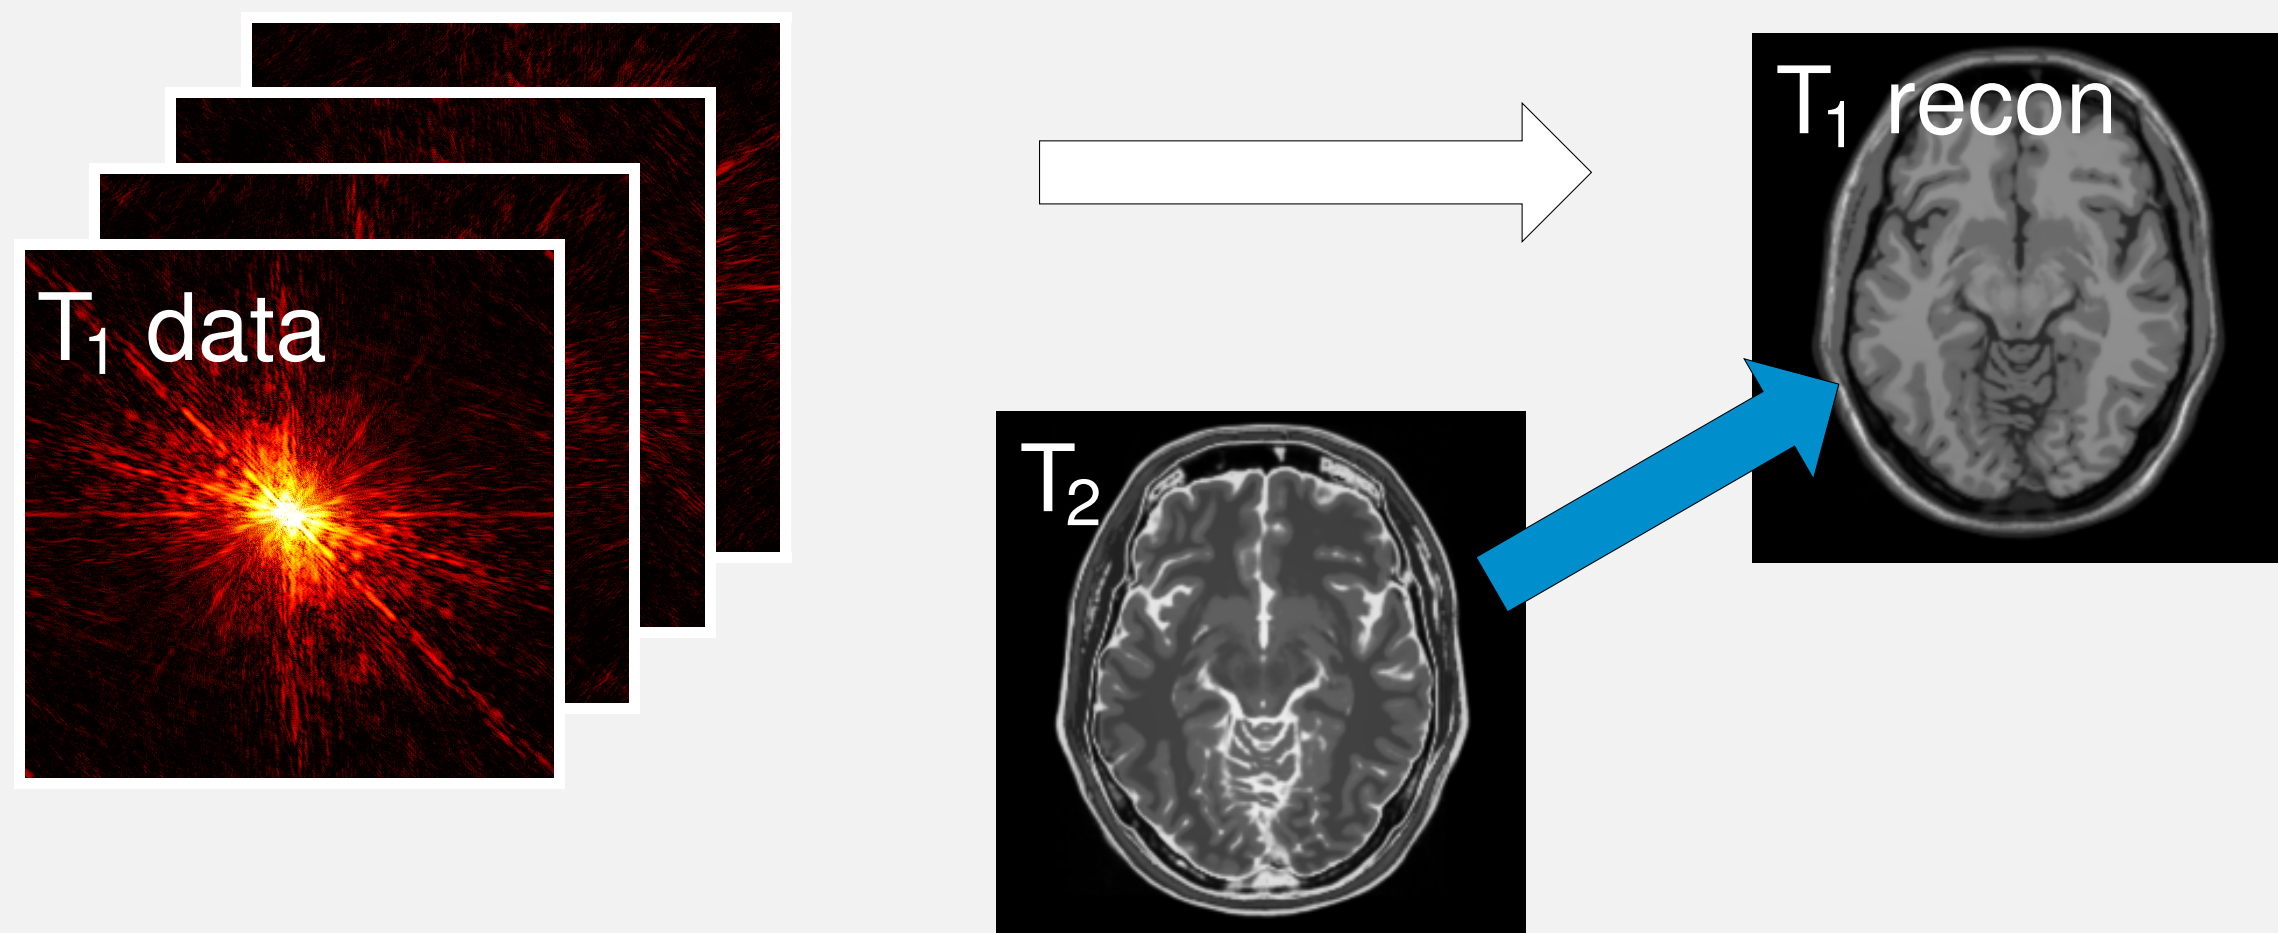 T₁ data
T₂
T₁ recon